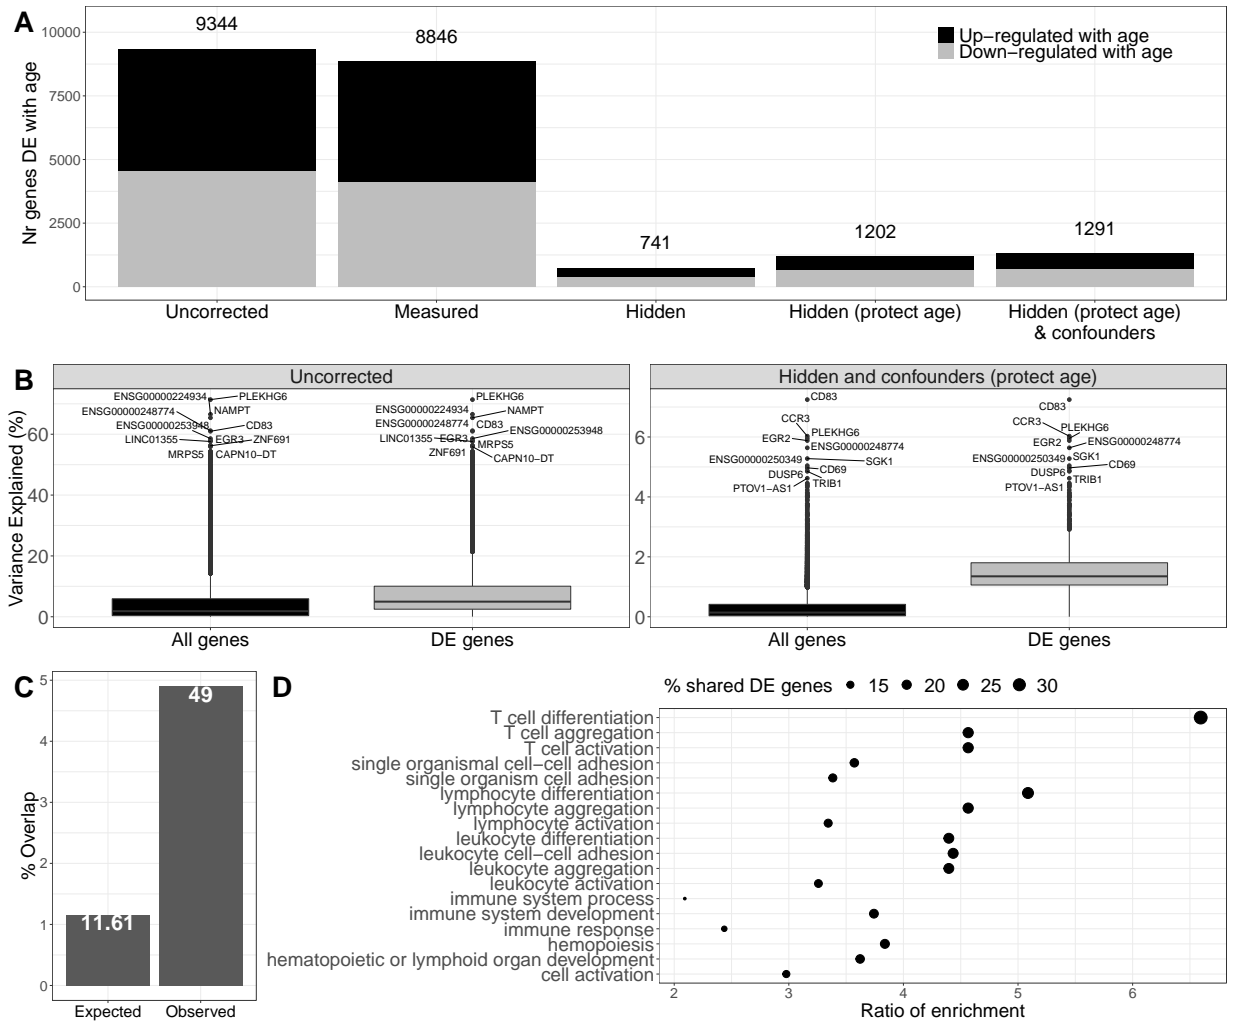 A
Nr genes DE with age
10000
7500
5000
2500
0
9344
8846
741
1202
1291
Up−regulated with age
Down−regulated with age
Uncorrected
Measured
Hidden
Hidden (protect age)
Hidden (protect age)
& confounders
B
Variance Explained (%)
Uncorrected
60
40
20
0
ENSG00000224934
PLEKHG6
ENSG00000248774
NAMPT
ENSG00000253948
CD83
LINC01355
EGR3
ZNF691
MRPS5
CAPN10−DT
PLEKHG6
ENSG00000224934
NAMPT
ENSG00000248774
CD83
ENSG00000253948
LINC01355
EGR3
MRPS5
ZNF691
CAPN10−DT
All genes
DE genes
Hidden and confounders (protect age)
6
4
2
0
CD83
CCR3
PLEKHG6
EGR2
ENSG00000248774
ENSG00000250349
SGK1
CD69
DUSP6
TRIB1
PTOV1−AS1
CD83
CCR3
PLEKHG6
EGR2
ENSG00000248774
ENSG00000250349
SGK1
CD69
DUSP6
TRIB1
PTOV1−AS1
All genes
DE genes
C
% Overlap
5
4
3
2
1
0
11.61
49
Expected
Observed
D
% shared DE genes
15
20
25
30
T cell differentiation
T cell aggregation
T cell activation
single organismal cell−cell adhesion
single organism cell adhesion
lymphocyte differentiation
lymphocyte aggregation
lymphocyte activation
leukocyte differentiation
leukocyte cell−cell adhesion
leukocyte aggregation
leukocyte activation
immune system process
immune system development
immune response
hemopoiesis
hematopoietic or lymphoid organ development
cell activation
2
3
4
5
6
Ratio of enrichment